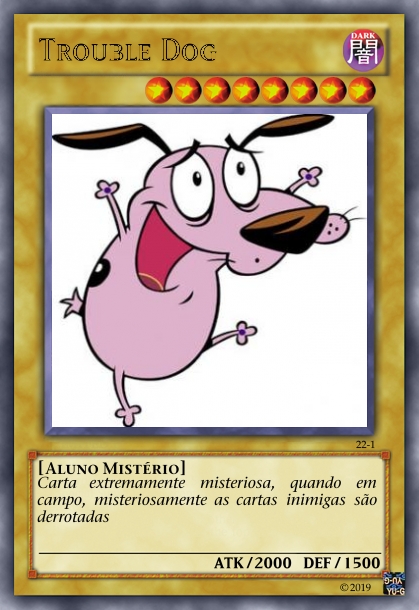 Trouble Dog
DARK
闇
22-1
[Aluno Mistério]
Carta extremamente misteriosa, quando em
campo, misteriosamente as cartas inimigas são
derrotadas
ATK/2000 DEF/1500
©2019
YU-G